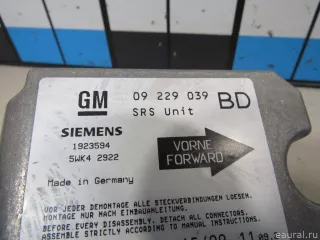 GM 09 229 039 BD
SRS Unit
SIEMENS
1923594
5WK4 2922
VORNE
FORWARD
Made in Germany
VOR JEDER DEMONTAGE ALLE STECKVERBINDUNGEN LOESEN.
MONTAGE NUR NACH EINBAUANLEITUNG.
BEFORE EVERY DISASSEMBLY, DETACH ALL CONNECTORS.
ASSEMBLE STRICTLY ACCORDING TO MANUAL INSTRUCTIONS.
© eaural.ru